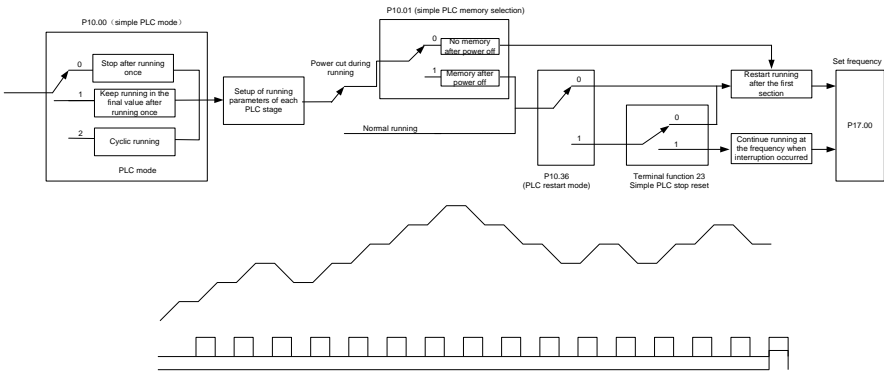 P10.00（simple PLC mode）
0
Stop after running
once
1
Keep running in the
final value after
running once
2
Cyclic running
PLC mode
Setup of running
parameters of each
PLC stage
Power cut during
running
Normal running
P10.01 (simple PLC memory selection)
0
No memory
after power off
1
Memory after
power off
0
1
P10.36
(PLC restart mode)
0
1
Terminal function 23
Simple PLC stop reset
Restart running
after the first
section
Continue running at
the frequency when
interruption occurred
Set frequency
P17.00